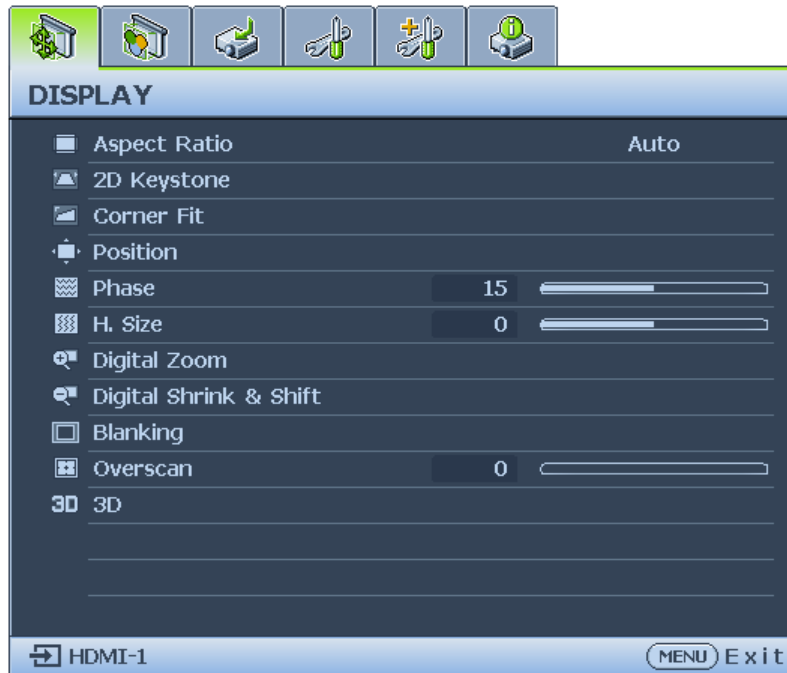 DISPLAY
Aspect Ratio Auto
2D Keystone
Corner Fit
Position
Phase 15
H. Size 0
Digital Zoom
Digital Shrink & Shift
Blanking
Overscan 0
3D 3D
HDMI-1 MENU Exit